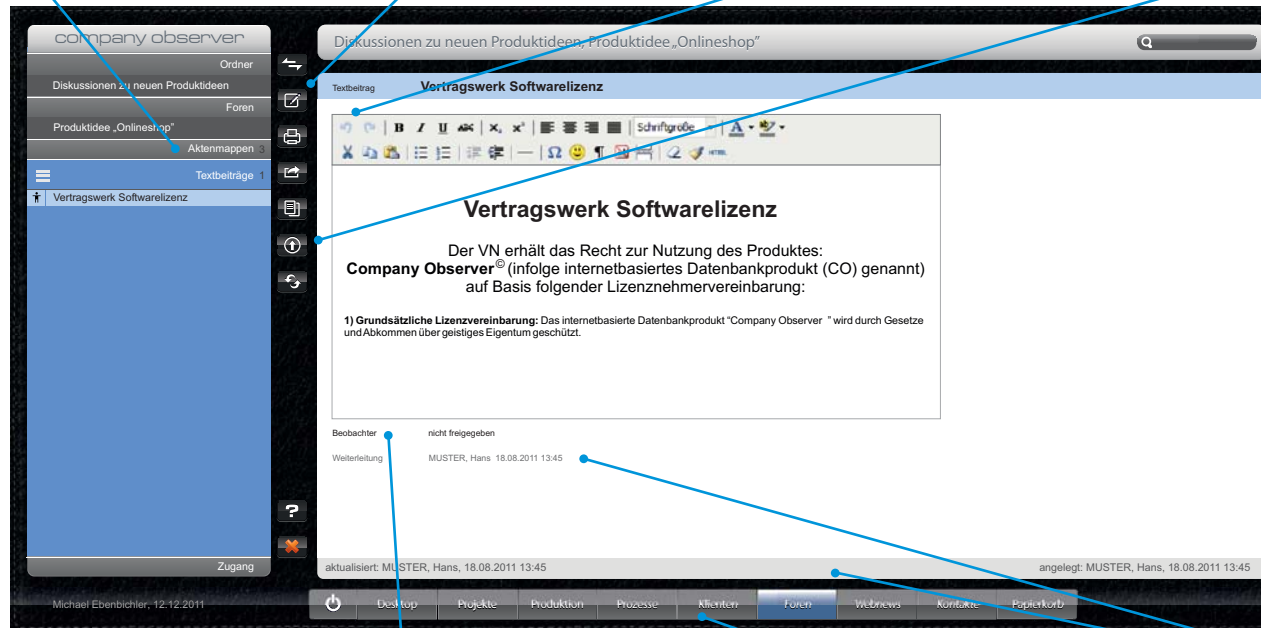 company observer
Ordner
Diskussionen zu neuen Produktideen
Foren
Produktidee „Onlineshop"
Aktenmappen 3
Textbeiträge 1
Vertragswerk Softwarelizenz
Zugang
Michael Ebenbichler, 12.12.2011
Diskussionen zu neuen Produktideen, Produktidee „Onlineshop"
Textbeitrag Vertragswerk Softwarelizenz
B I U ABC x, x² Schriftgröße A ab
Ω ¶ HTML
Vertragswerk Softwarelizenz
Der VN erhält das Recht zur Nutzung des Produktes:
Company Observer© (infolge internetbasiertes Datenbankprodukt (CO) genannt)
auf Basis folgender Lizenznehmervereinbarung:
1) Grundsätzliche Lizenzvereinbarung: Das internetbasierte Datenbankprodukt "Company Observer " wird durch Gesetze
und Abkommen über geistiges Eigentum geschützt.
Beobachter nicht freigegeben
Weiterleitung MUSTER, Hans 18.08.2011 13:45
?
aktualisiert: MUSTER, Hans, 18.08.2011 13:45 angelegt: MUSTER, Hans, 18.08.2011 13:45
Desktop Projekte Produktion Prozesse Klienten Foren Webnews Kontakte Papierkorb